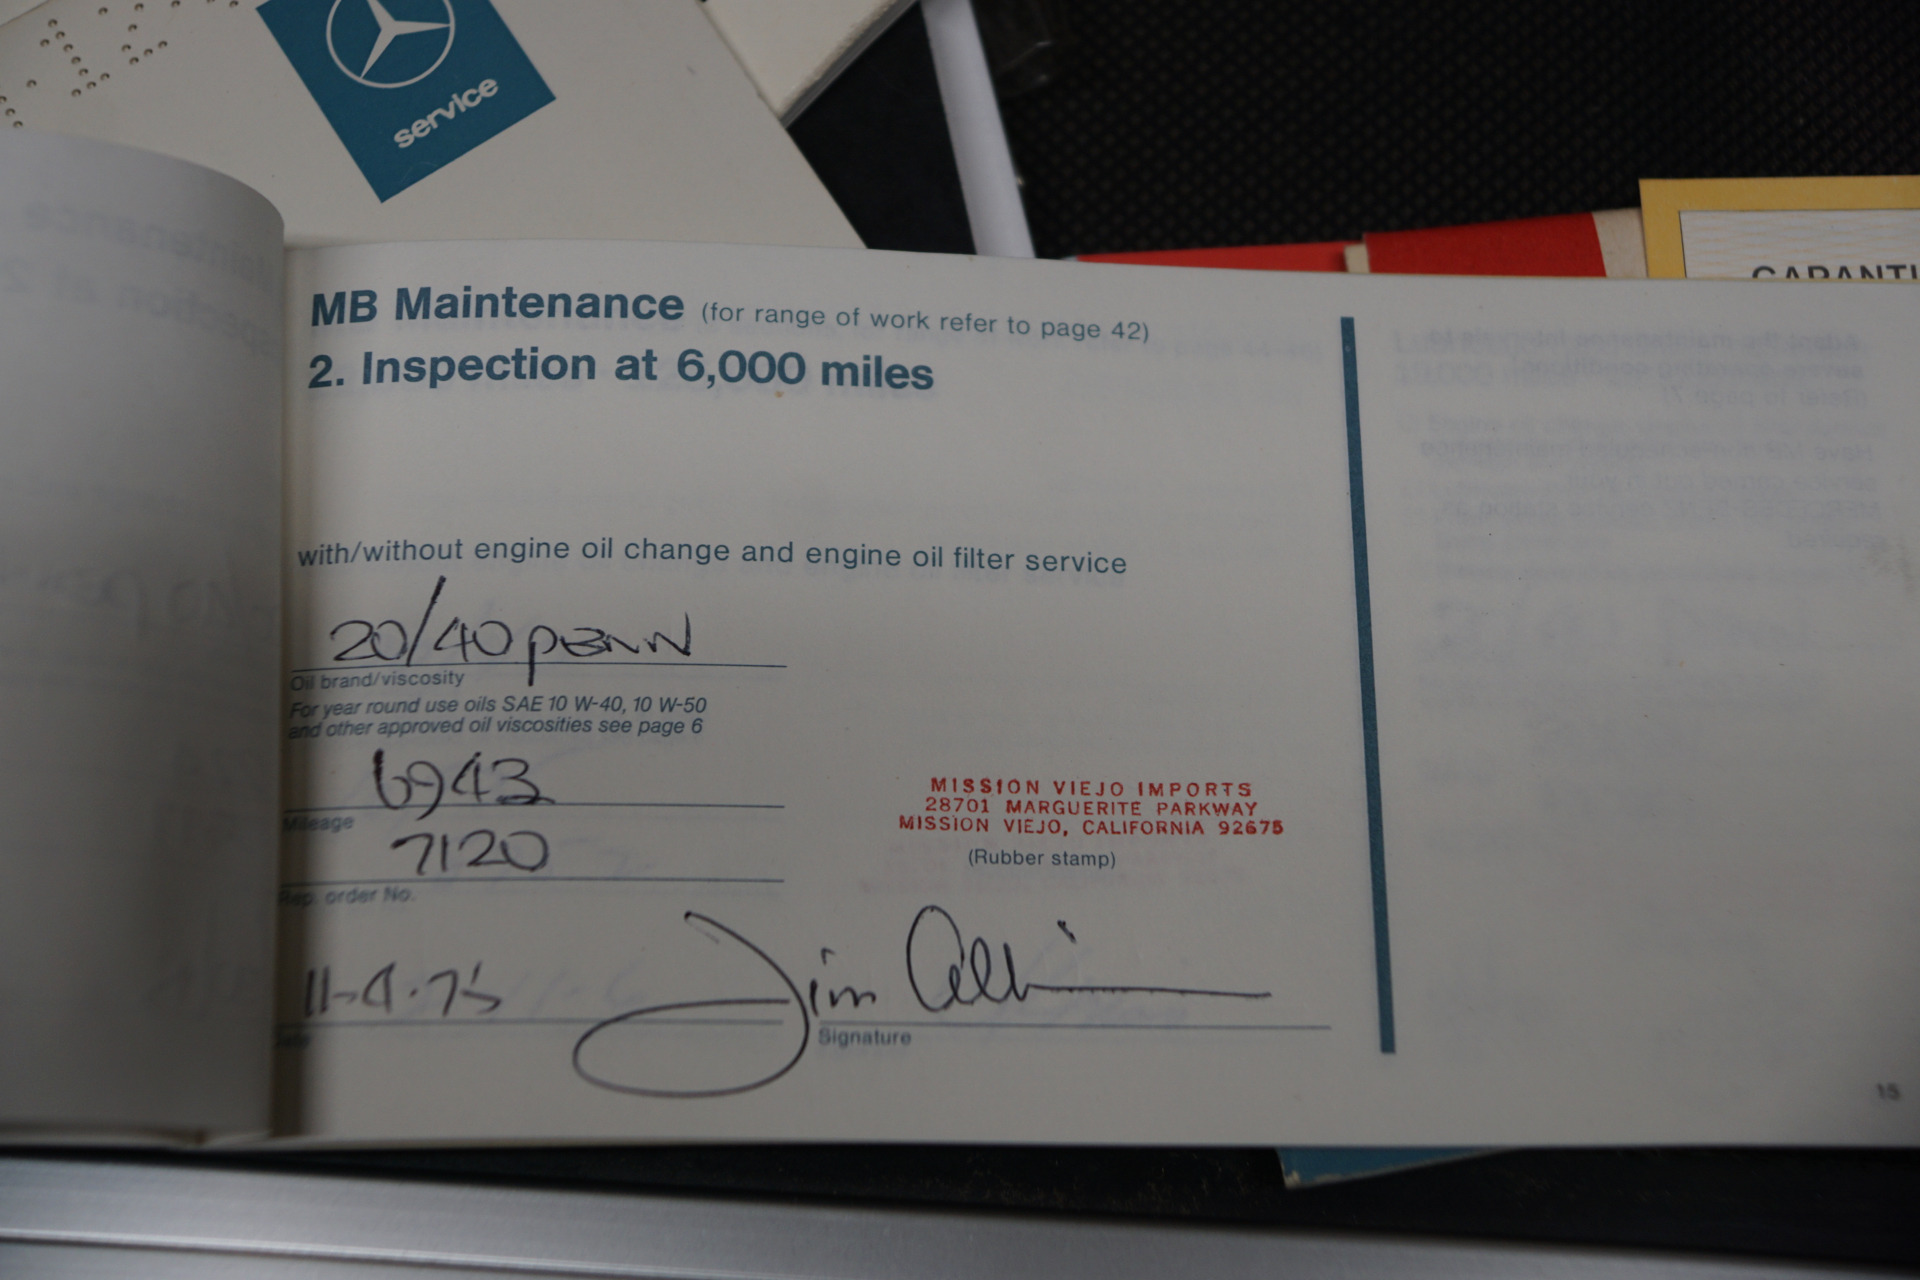 service
GARANTI
MB Maintenance (for range of work refer to page 42)
2. Inspection at 6,000 miles
with/without engine oil change and engine oil filter service
20/40 PENN
Oil brand/viscosity
For year round use oils SAE 10 W-40, 10 W-50
and other approved oil viscosities see page 6
6943
Mileage
7120
Rep. order No.
MISSION VIEJO IMPORTS
28701 MARGUERITE PARKWAY
MISSION VIEJO, CALIFORNIA 92675
(Rubber stamp)
11-4-75
Jim
Date
Signature
15